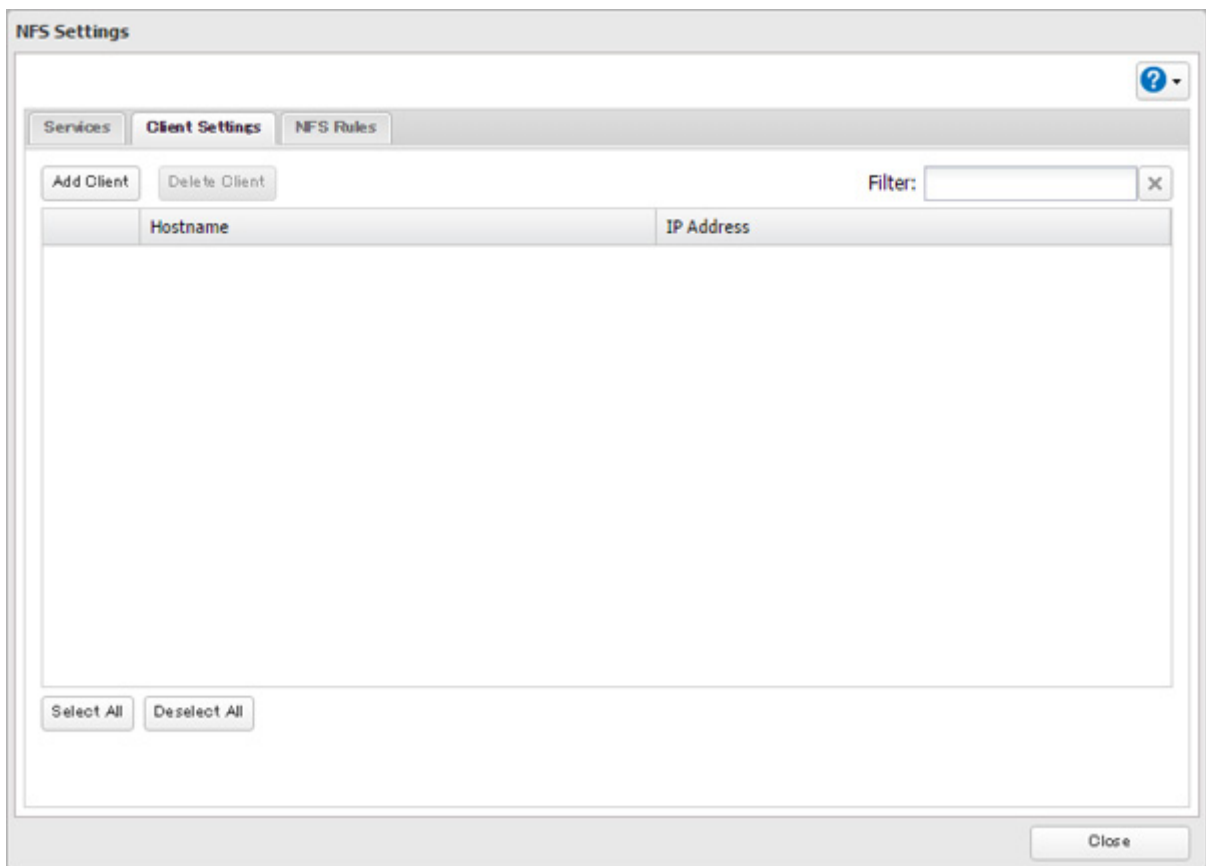 NFS Settings
?
Services Client Settings NFS Rules
Add Client Delete Client Filter:
Hostname IP Address
Select All Deselect All
Close